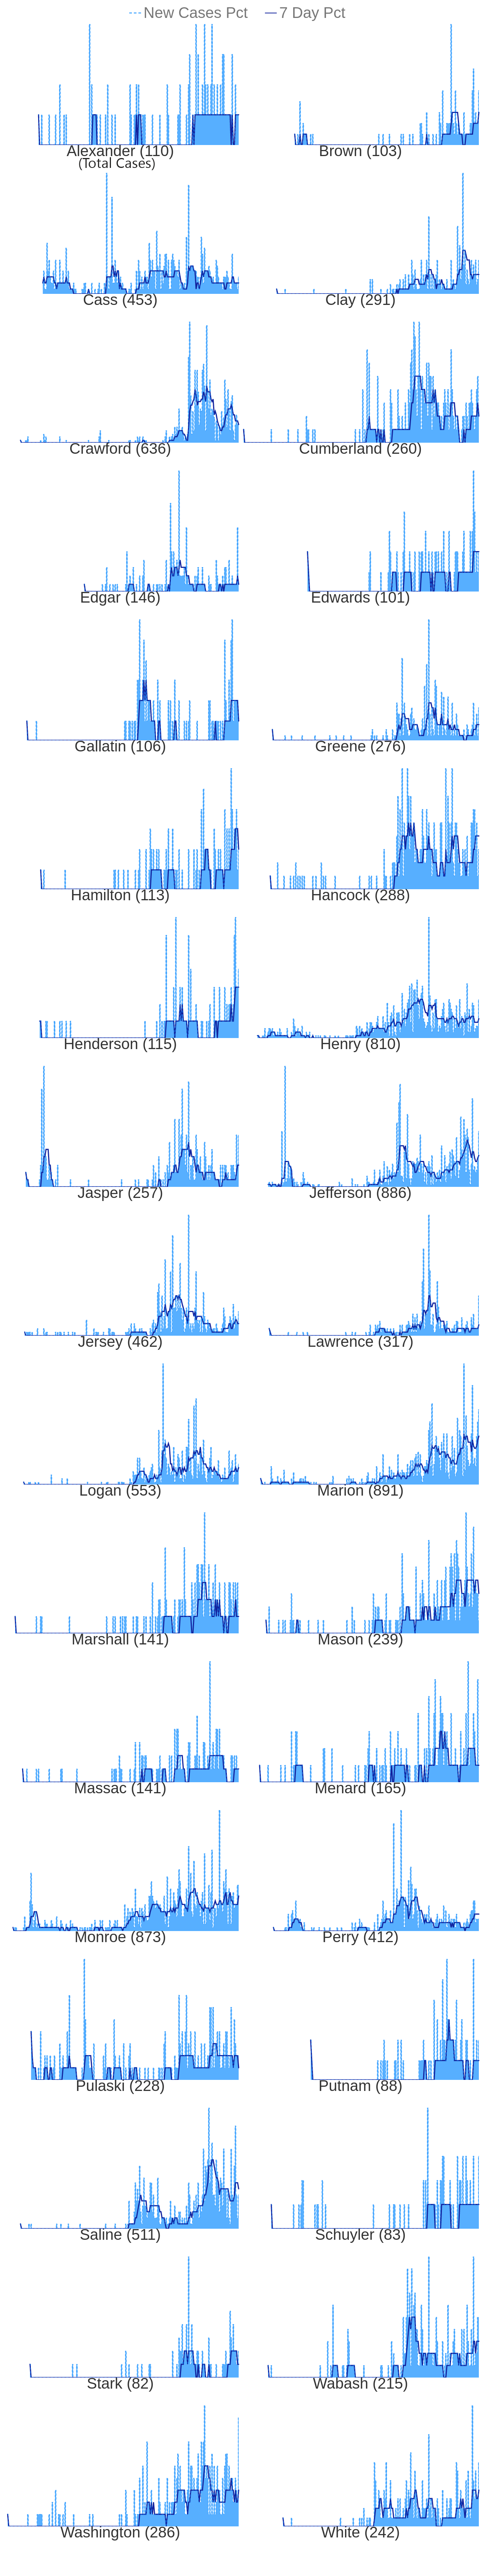 New Cases Pct 7 Day Pct
Alexander (110) Brown (103)
(Total Cases)
Cass (453) Clay (291)
Crawford (636) Cumberland (260)
Edgar (146) Edwards (101)
Gallatin (106) Greene (276)
Hamilton (113) Hancock (288)
Henderson (115) Henry (810)
Jasper (257) Jefferson (886)
Jersey (462) Lawrence (317)
Logan (553) Marion (891)
Marshall (141) Mason (239)
Massac (141) Menard (165)
Monroe (873) Perry (412)
Pulaski (228) Putnam (88)
Saline (511) Schuyler (83)
Stark (82) Wabash (215)
Washington (286) White (242)